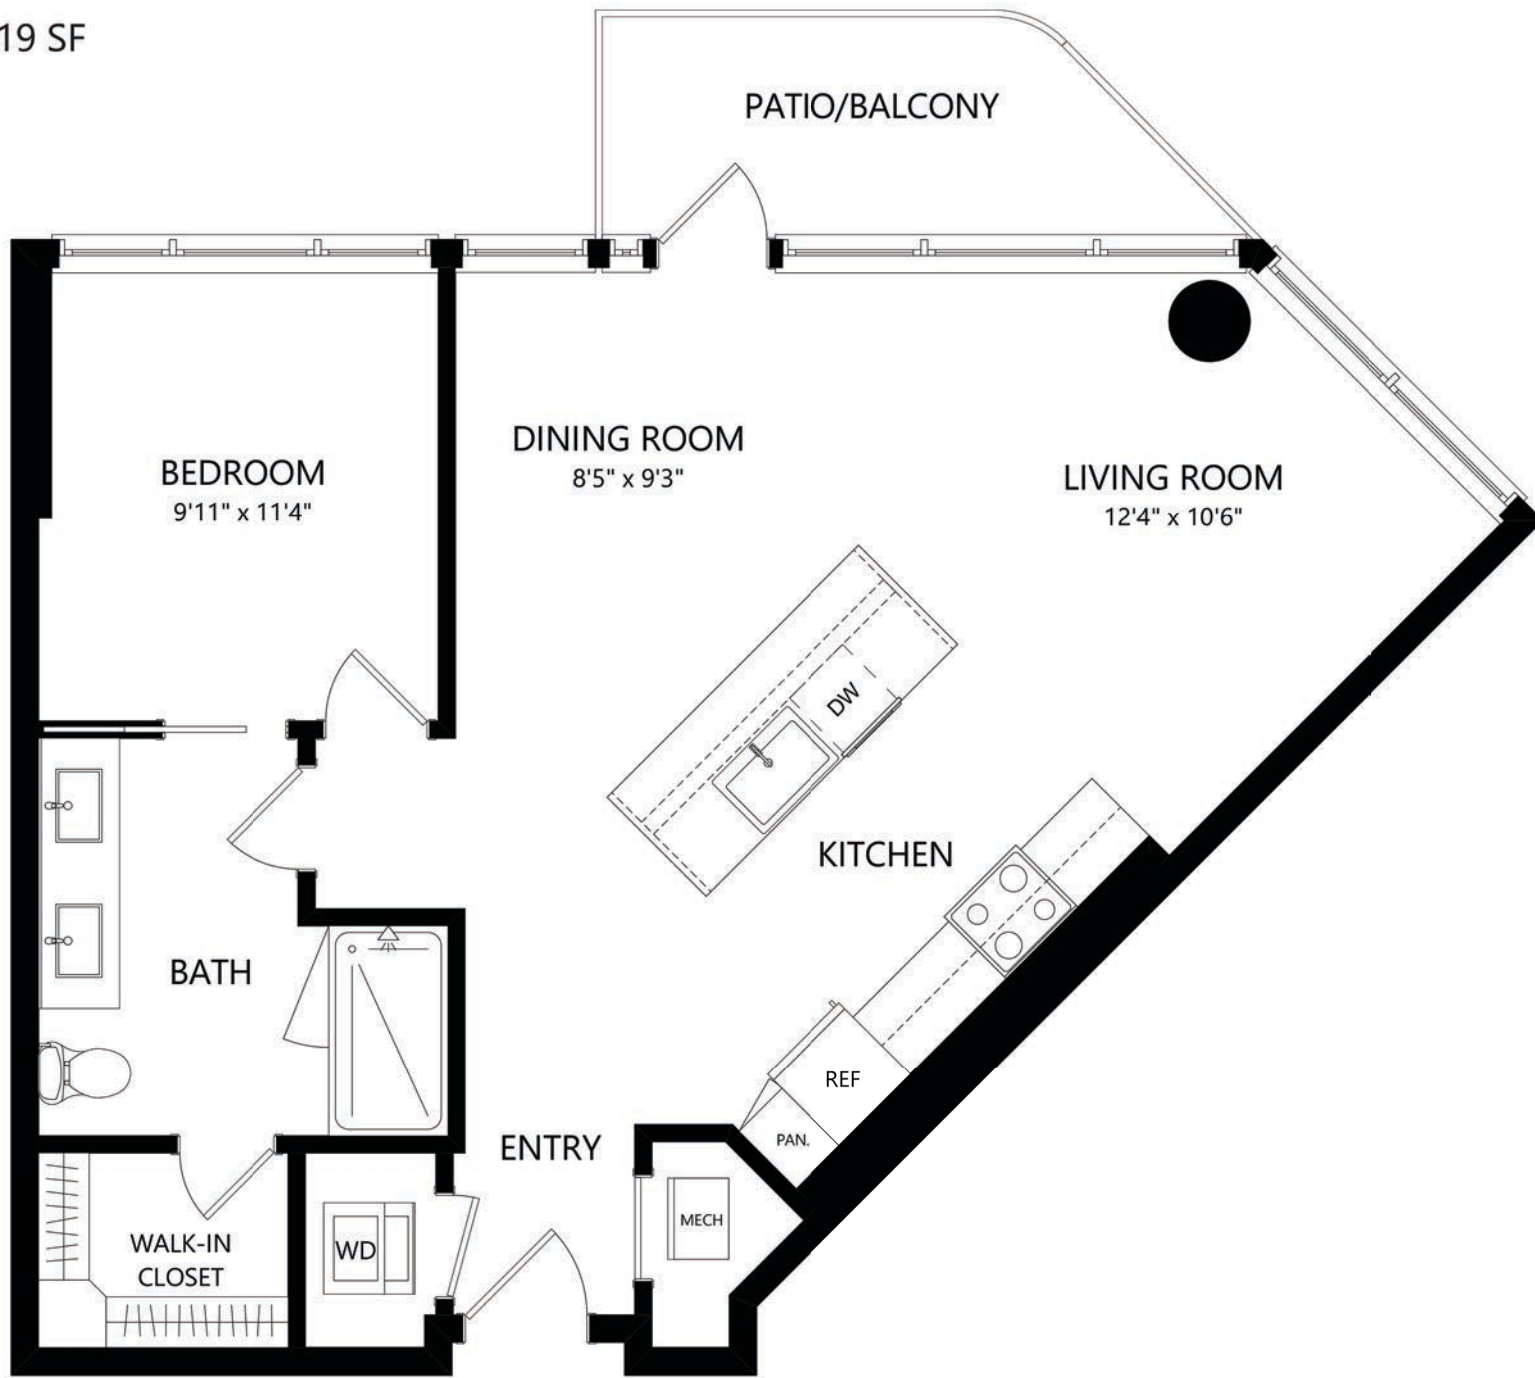 19 SF
PATIO/BALCONY
DINING ROOM
8'5" x 9'3"
BEDROOM
9'11" x 11'4"
LIVING ROOM
12'4" x 10'6"
DW
KITCHEN
BATH
REF
PAN.
ENTRY
MECH
WALK-IN
CLOSET
WD